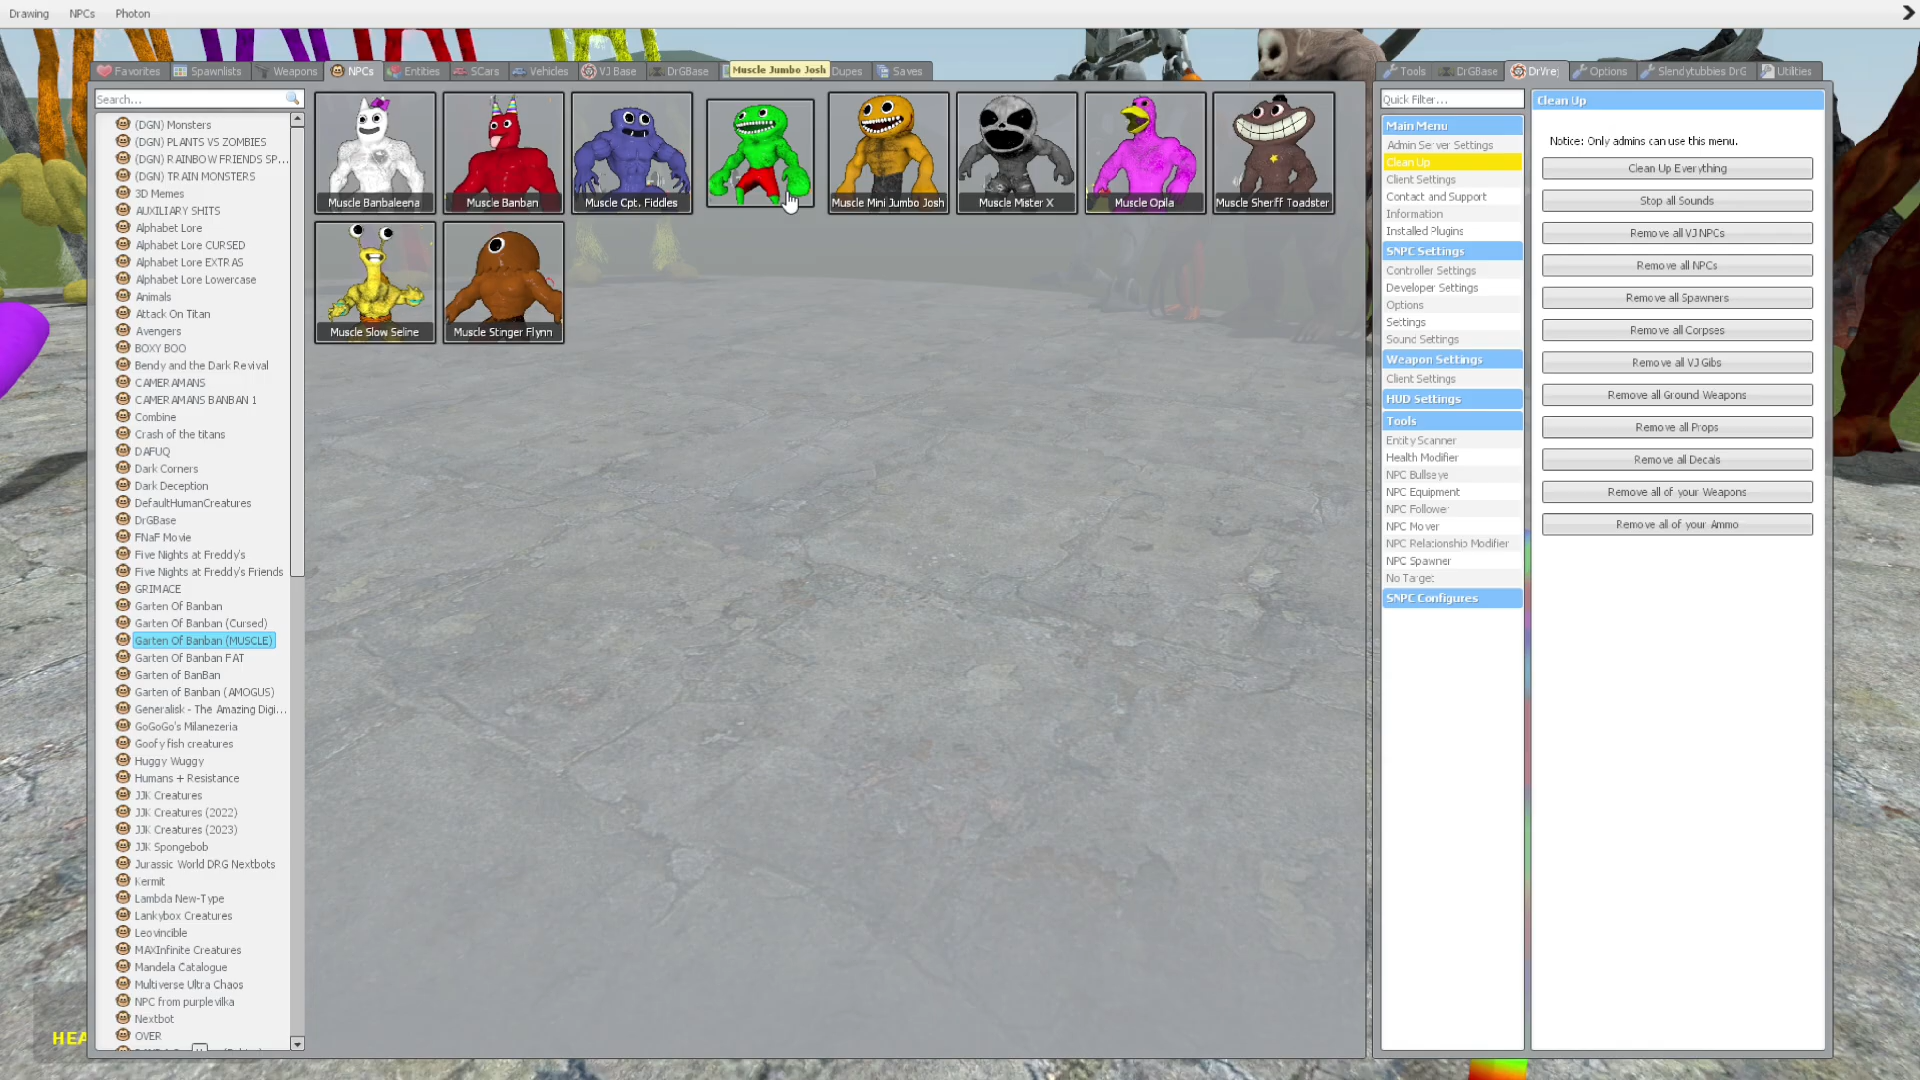 Drawing NPCs Photon
Favorites Spawnlists Weapons NPCs Entities SCars Vehicles VJ Base DrGBase Muscle Jumbo Josh Dupes Saves
Search...
(DGN) Monsters
(DGN) PLANTS VS ZOMBIES
(DGN) RAINBOW FRIENDS SP...
(DGN) TRAIN MONSTERS
3D Memes
AUXILIARY SHITS
Alphabet Lore
Alphabet Lore CURSED
Alphabet Lore EXTRAS
Alphabet Lore Lowercase
Animals
Attack On Titan
Avengers
BOXY BOO
Bendy and the Dark Revival
CAMERAMANS
CAMERAMANS BANBAN 1
Combine
Crash of the titans
DAFUQ
Dark Corners
Dark Deception
DefaultHumanCreatures
DrGBase
FNaF Movie
Five Nights at Freddy's
Five Nights at Freddy's Friends
GRIMACE
Garten Of Banban
Garten Of Banban (Cursed)
Garten Of Banban (MUSCLE)
Garten Of Banban FAT
Garten of BanBan
Garten of Banban (AMOGUS)
Generalisk - The Amazing Digi...
GoGoGo's Milanezeria
Goofy fish creatures
Huggy Wuggy
Humans + Resistance
JJK Creatures
JJK Creatures (2022)
JJK Creatures (2023)
JJK Spongebob
Jurassic World DRG Nextbots
Kermit
Lambda New-Type
Lankybox Creatures
Leovincible
MAXInfinite Creatures
Mandela Catalogue
Multiverse Ultra Chaos
NPC from purplevilka
Nextbot
OVER
HEA
Muscle Banbaleena
Muscle Banban
Muscle Cpt. Fiddles
Muscle Mini Jumbo Josh
Muscle Mister X
Muscle Opila
Muscle Sheriff Toadster
Muscle Slow Seline
Muscle Stinger Flynn
Tools DrGBase DrVrej Options Slendytubbies DrG Utilities
Quick Filter...
Main Menu
Admin Server Settings
Clean Up
Client Settings
Contact and Support
Information
Installed Plugins
SNPC Settings
Controller Settings
Developer Settings
Options
Settings
Sound Settings
Weapon Settings
Client Settings
HUD Settings
Tools
Entity Scanner
Health Modifier
NPC Bullseye
NPC Equipment
NPC Follower
NPC Mover
NPC Relationship Modifier
NPC Spawner
No Target
SNPC Configures
Clean Up
Notice: Only admins can use this menu.
Clean Up Everything
Stop all Sounds
Remove all VJ NPCs
Remove all NPCs
Remove all Spawners
Remove all Corpses
Remove all VJ Gibs
Remove all Ground Weapons
Remove all Props
Remove all Decals
Remove all of your Weapons
Remove all of your Ammo